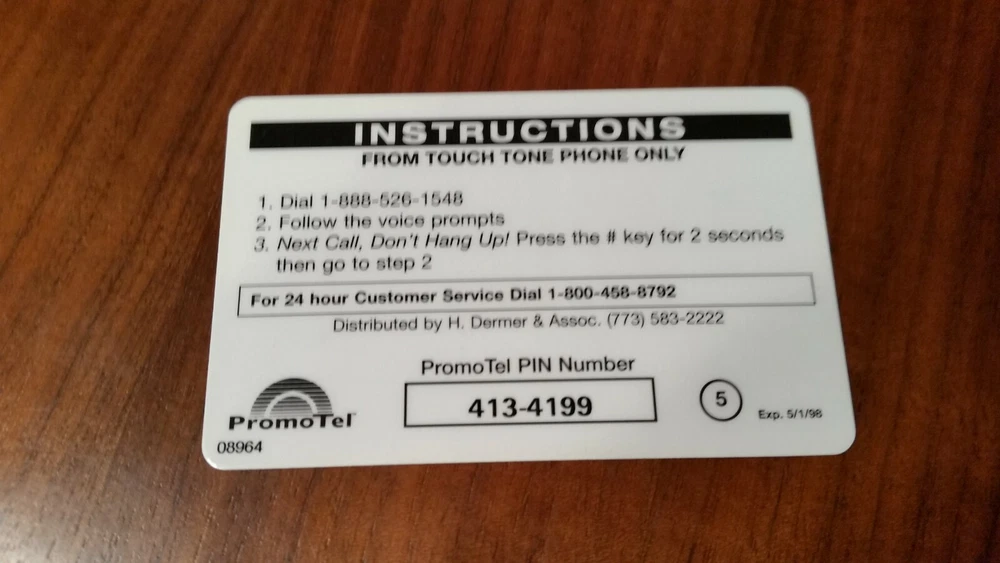 INSTRUCTIONS
FROM TOUCH TONE PHONE ONLY
1. Dial 1-888-526-1548
2. Follow the voice prompts
3. Next Call, Don't Hang Up! Press the # key for 2 seconds
then go to step 2
For 24 hour Customer Service Dial 1-800-458-8792
Distributed by H. Dermer & Assoc. (773) 583-2222
PromoTel PIN Number
413-4199
5
Exp. 5/1/98
PromoTel
08964